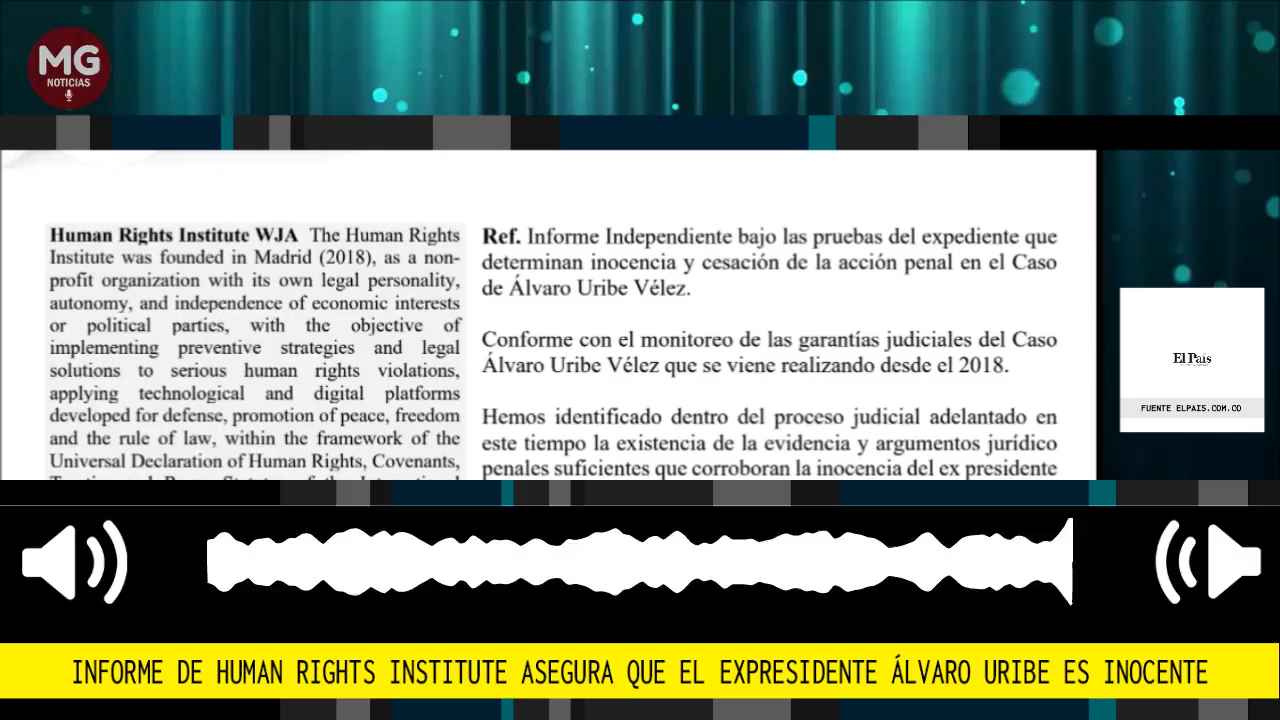 MG
NOTICIAS
Human Rights Institute WJA The Human Rights
Institute was founded in Madrid (2018), as a non-
profit organization with its own legal personality,
autonomy, and independence of economic interests
or political parties, with the objective of
implementing preventive strategies and legal
solutions to serious human rights violations,
applying technological and digital platforms
developed for defense, promotion of peace, freedom
and the rule of law, within the framework of the
Universal Declaration of Human Rights, Covenants,
Ref. Informe Independiente bajo las pruebas del expediente que
determinan inocencia y cesación de la acción penal en el Caso
de Álvaro Uribe Vélez.
Conforme con el monitoreo de las garantías judiciales del Caso
Álvaro Uribe Vélez que se viene realizando desde el 2018.
Hemos identificado dentro del proceso judicial adelantado en
este tiempo la existencia de la evidencia y argumentos jurídico
penales suficientes que corroboran la inocencia del ex presidente
El País
FUENTE ELPAIS.COM.CO
INFORME DE HUMAN RIGHTS INSTITUTE ASEGURA QUE EL EXPRESIDENTE ÁLVARO URIBE ES INOCENTE